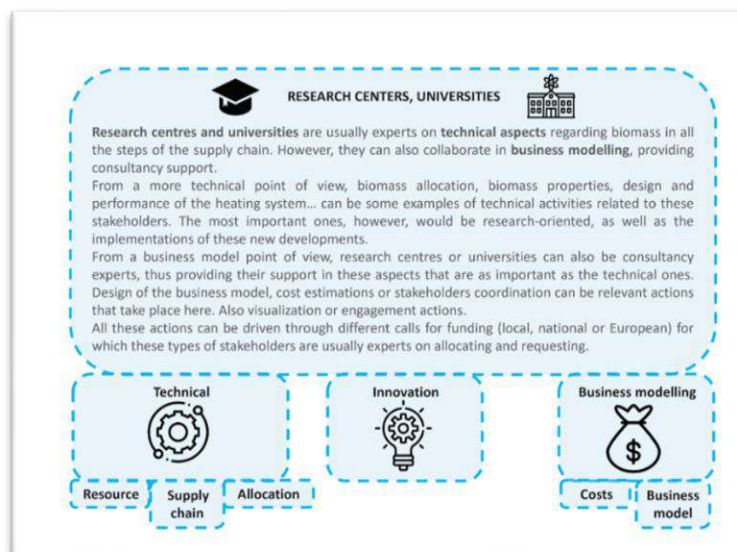 RESEARCH CENTERS, UNIVERSITIES
Research centres and universities are usually experts on technical aspects regarding biomass in all
the steps of the supply chain. However, they can also collaborate in business modelling, providing
consultancy support.
From a more technical point of view, biomass allocation, biomass properties, design and
performance of the heating system... can be some examples of technical activities related to these
stakeholders. The most important ones, however, would be research-oriented, as well as the
implementations of these new developments.
From a business model point of view, research centres or universities can also be consultancy
experts, thus providing their support in these aspects that are as important as the technical ones.
Design of the business model, cost estimations or stakeholders coordination can be relevant actions
that take place here. Also visualization or engagement actions.
All these actions can be driven through different calls for funding (local, national or European) for
which these types of stakeholders are usually experts on allocating and requesting.
Technical
Innovation
Business modelling
$
Resource
Supply
chain
Allocation
Costs
Business
model